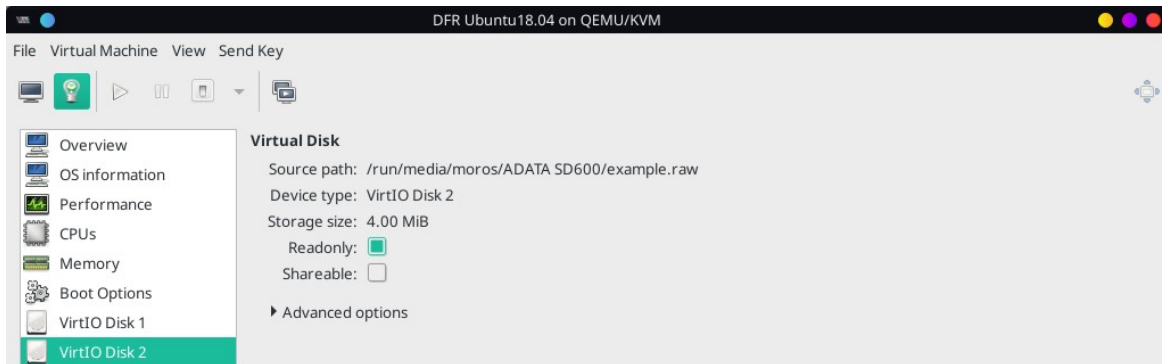 DFR Ubuntu18.04 on QEMU/KVM
File Virtual Machine View Send Key
Overview
OS information
Performance
CPUs
Memory
Boot Options
VirtIO Disk 1
VirtIO Disk 2
Virtual Disk
Source path: /run/media/moros/ADATA SD600/example.raw
Device type: VirtIO Disk 2
Storage size: 4.00 MiB
Readonly:
Shareable:
Advanced options